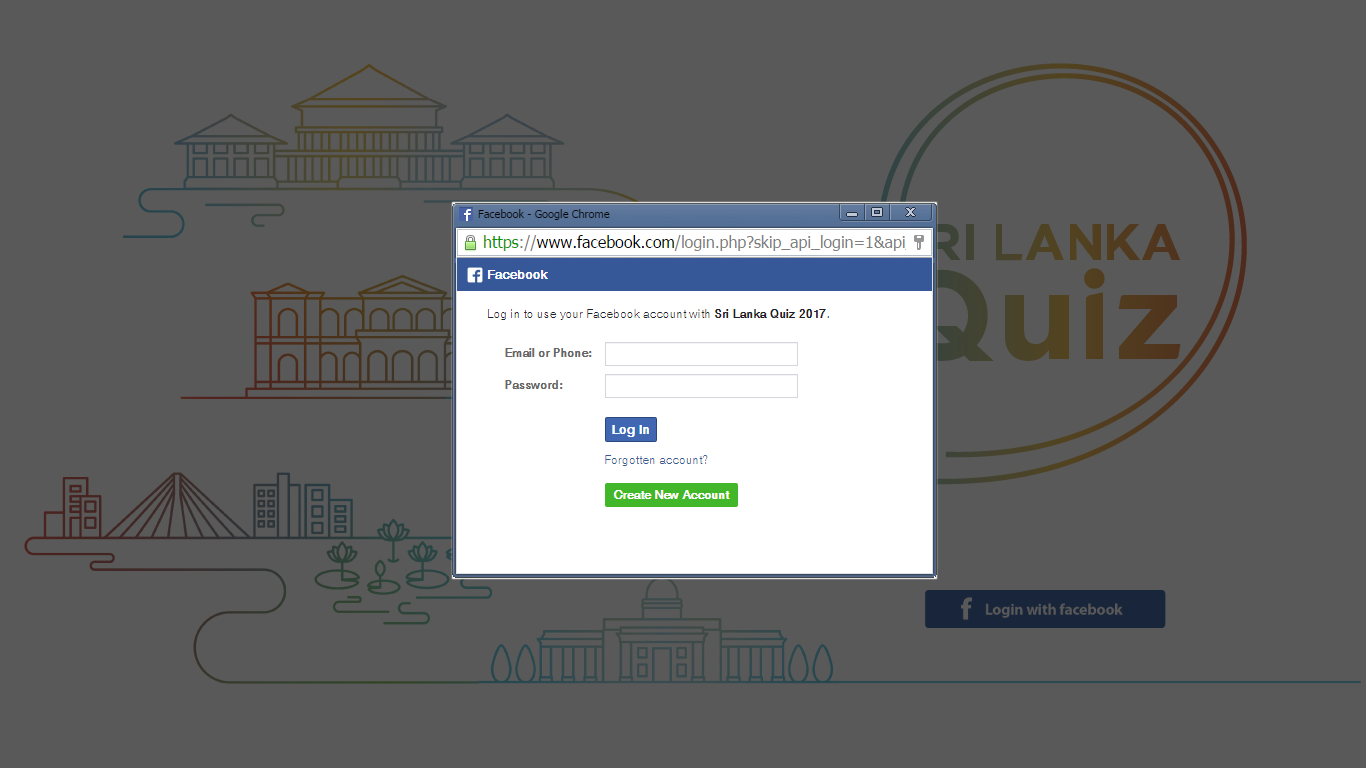 Facebook - Google Chrome
https://www.facebook.com/login.php?skip_api_login=1&api
Facebook
Log in to use your Facebook account with Sri Lanka Quiz 2017.
Email or Phone:
Password:
Log In
Forgotten account?
Create New Account
RI LANKA
Quiz
Login with facebook